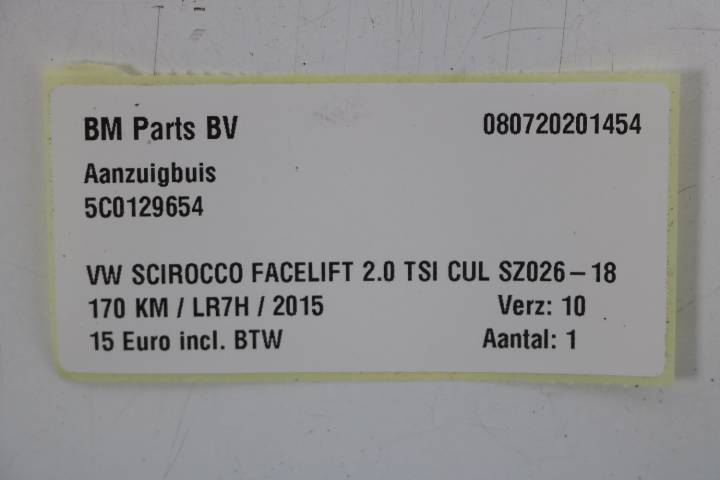 BM Parts BV 080720201454
Aanzuigbuis
5C0129654
VW SCIROCCO FACELIFT 2.0 TSI CUL SZ026-18
170 KM / LR7H / 2015 Verz: 10
15 Euro incl. BTW Aantal: 1